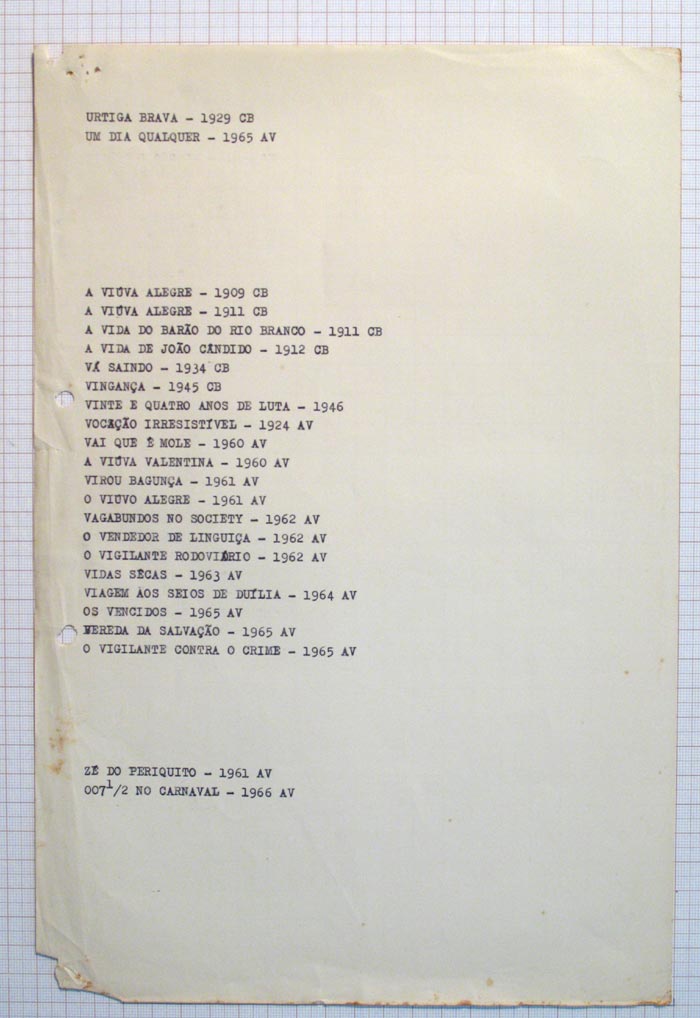 URTIGA BRAVA - 1929 CB
UM DIA QUALQUER - 1965 AV
A VIÚVA ALEGRE - 1909 CB
A VIÚVA ALEGRE - 1911 CB
A VIDA DO BARÃO DO RIO BRANCO - 1911 CB
A VIDA DE JOÃO CÂNDIDO - 1912 CB
VÁ SAINDO - 1934 CB
VINGANÇA - 1945 CB
VINTE E QUATRO ANOS DE LUTA - 1946
VOCAÇÃO IRRESISTÍVEL - 1924 AV
VAI QUE É MOLE - 1960 AV
A VIÚVA VALENTINA - 1960 AV
VIROU BAGUNÇA - 1961 AV
O VIÚVO ALEGRE - 1961 AV
VAGABUNDOS NO SOCIETY - 1962 AV
O VENDEDOR DE LINGUIÇA - 1962 AV
O VIGILANTE RODOVIÁRIO - 1962 AV
VIDAS SÊCAS - 1963 AV
VIAGEM AOS SEIOS DE DUÍLIA - 1964 AV
OS VENCIDOS - 1965 AV
VEREDA DA SALVAÇÃO - 1965 AV
O VIGILANTE CONTRA O CRIME - 1965 AV
ZÉ DO PERIQUITO - 1961 AV
007 1/2 NO CARNAVAL - 1966 AV